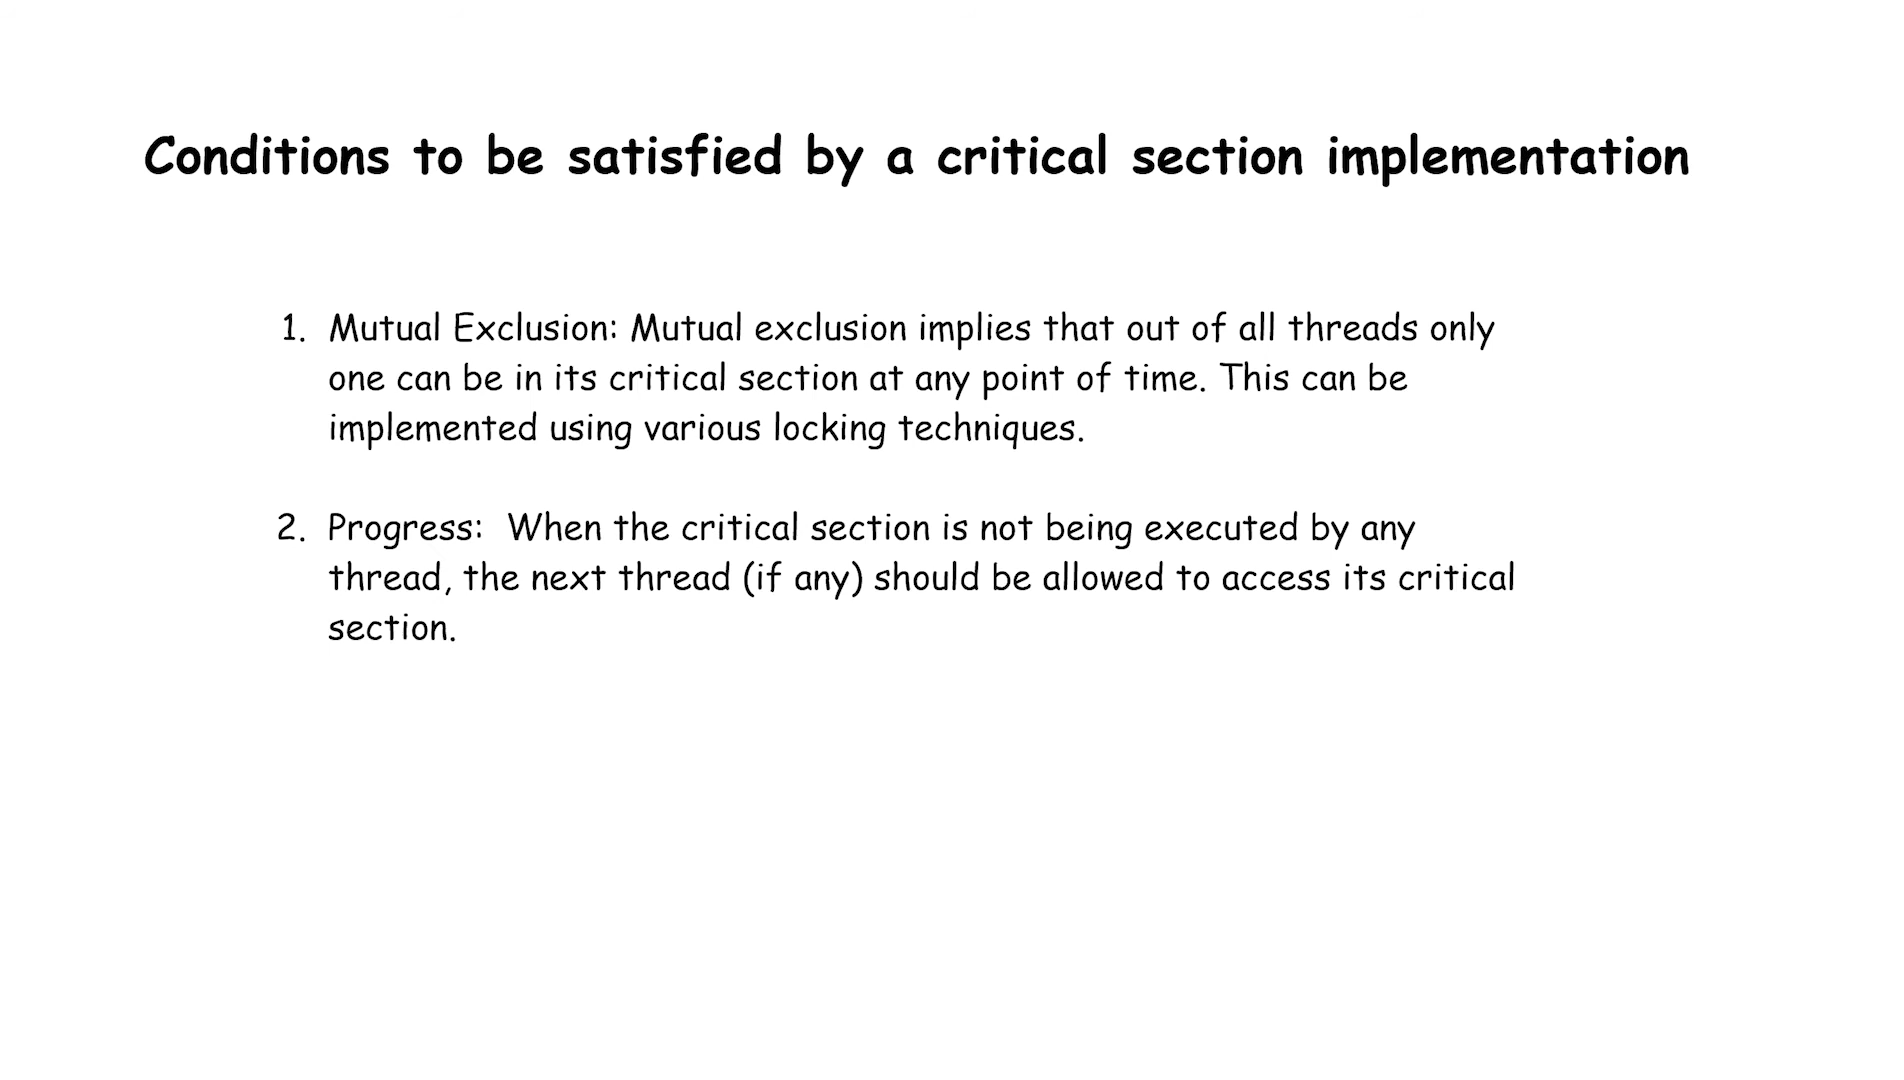 Conditions to be satisfied by a critical section implementation
1. Mutual Exclusion: Mutual exclusion implies that out of all threads only
one can be in its critical section at any point of time. This can be
implemented using various locking techniques.
2. Progress: When the critical section is not being executed by any
thread, the next thread (if any) should be allowed to access its critical
section.